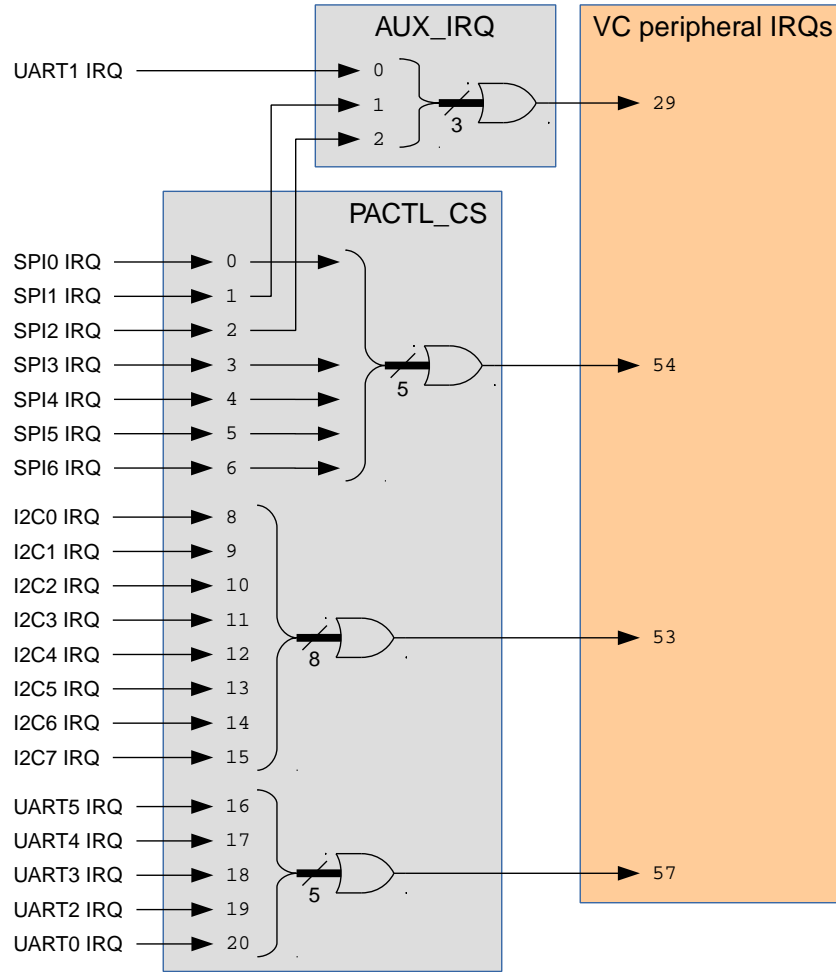 AUX_IRQ
VC peripheral IRQs
UART1 IRQ
0
1
29
3
2
PACTL_CS
SPI0 IRQ
0
SPI1 IRQ
1
SPI2 IRQ
2
SPI3 IRQ
3
54
5
SPI4 IRQ
4
SPI5 IRQ
5
SPI6 IRQ
6
I2C0 IRQ
8
I2C1 IRQ
9
I2C2 IRQ
10
I2C3 IRQ
11
53
8
I2C4 IRQ
12
I2C5 IRQ
13
I2C6 IRQ
14
I2C7 IRQ
15
UART5 IRQ
16
UART4 IRQ
17
UART3 IRQ
18
57
5
UART2 IRQ
19
UART0 IRQ
20